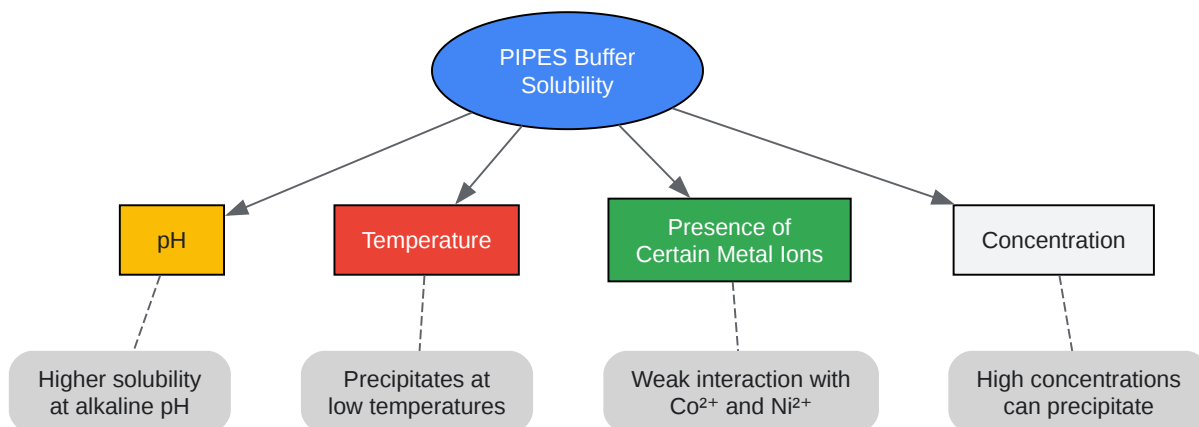 PIPES Buffer
Solubility
pH
Temperature
Presence of
Certain Metal Ions
Concentration
Higher solubility
at alkaline pH
Precipitates at
low temperatures
Weak interaction with
Co²⁺ and Ni²⁺
High concentrations
can precipitate